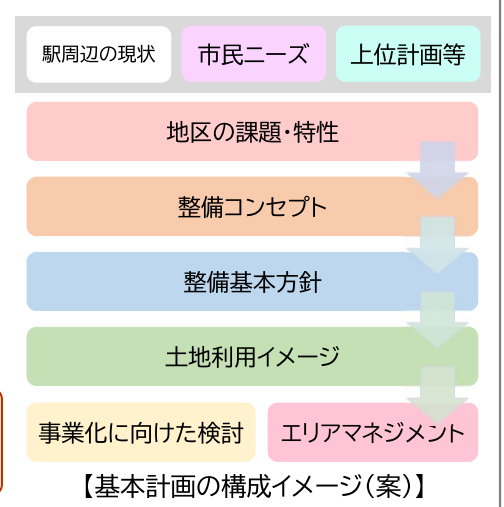 駅周辺の現状
市民ニーズ
上位計画等
地区の課題・特性
整備コンセプト
整備基本方針
土地利用イメージ
事業化に向けた検討
エリアマネジメント
【基本計画の構成イメージ（案）】